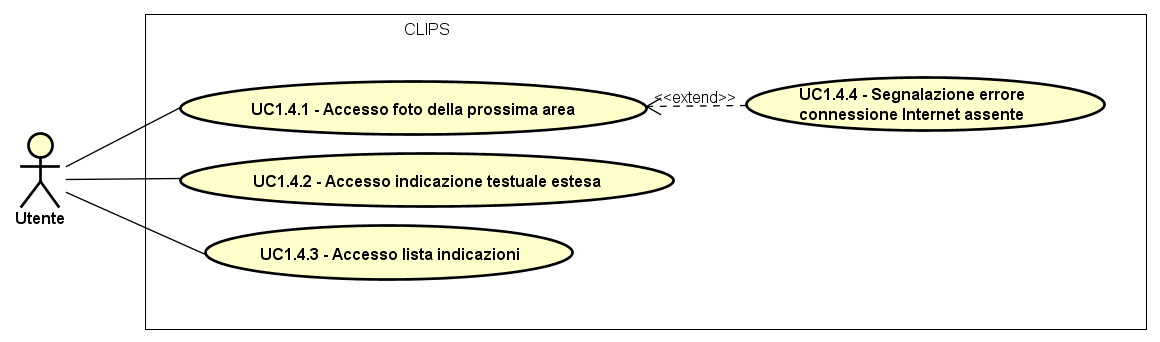 CLIPS
UC1.4.1 - Accesso foto della prossima area
<<extend>>
UC1.4.4 - Segnalazione errore
connessione Internet assente
UC1.4.2 - Accesso indicazione testuale estesa
Utente
UC1.4.3 - Accesso lista indicazioni